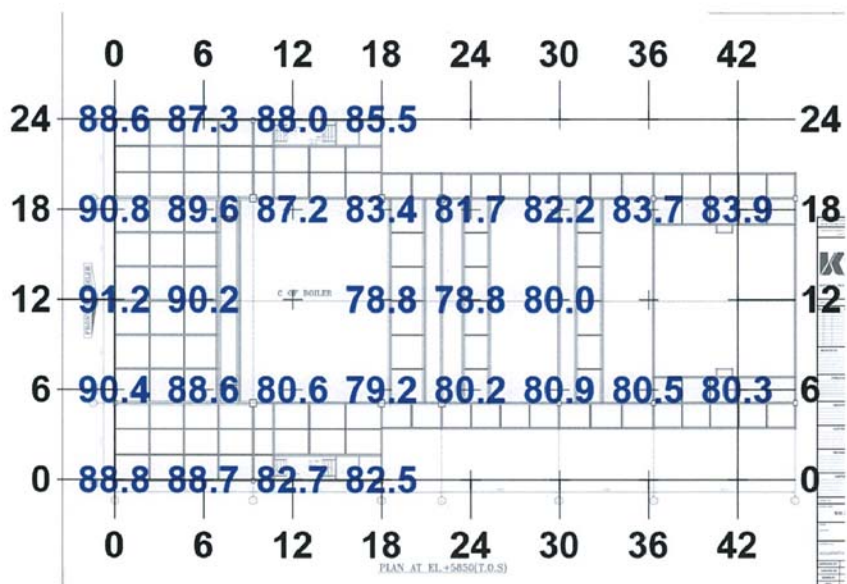 0 6 12 18 24 30 36 42
24 88.6 87.3 88.0 85.5 24
18 90.8 89.6 87.2 83.4 81.7 82.2 83.7 83.9 18
12 91.2 90.2 C OF BOILER 78.8 78.8 80.0 12
6 90.4 88.6 80.6 79.2 80.2 80.9 80.5 80.3 6
0 88.8 88.7 82.7 82.5 0
0 6 12 18 24 30 36 42
PLAN AT EL.+5850(T.O.S)
K